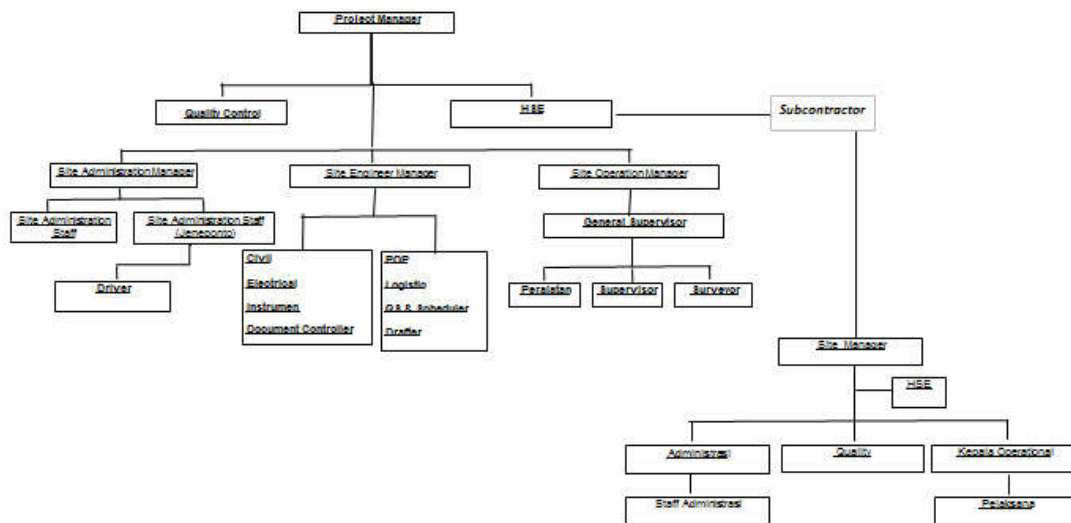 Project Manager
Quality Control
HSE
Subcontractor
Site Administration Manager
Site Engineer Manager
Site Operation Manager
Site Administration
Staff
Site Administration Staff
(Jeneponto)
General Supervisor
Driver
Civil
Electrical
Instrumen
Document Controller
POP
Logistic
QS & Scheduler
Drafter
Peralatan
Supervisor
Surveyor
Site Manager
HSE
Administrasi
Quality
Kepala Operational
Staff Administrasi
Pelaksana